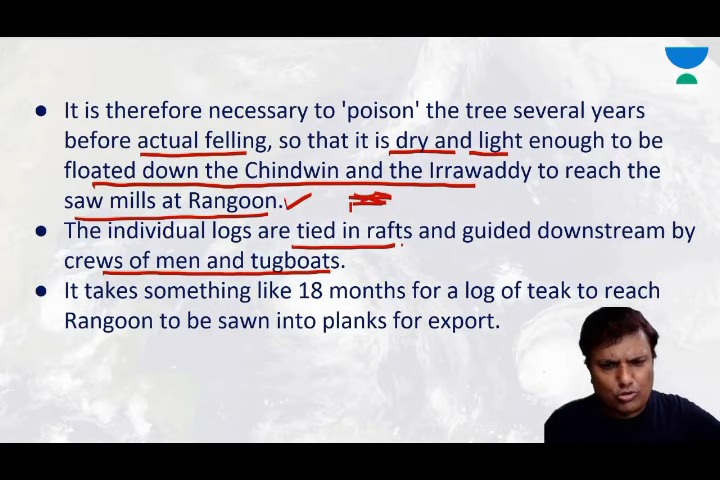 ● It is therefore necessary to 'poison' the tree several years
before actual felling, so that it is dry and light enough to be
floated down the Chindwin and the Irrawaddy to reach the
saw mills at Rangoon.
● The individual logs are tied in rafts and guided downstream by
crews of men and tugboats.
● It takes something like 18 months for a log of teak to reach
Rangoon to be sawn into planks for export.